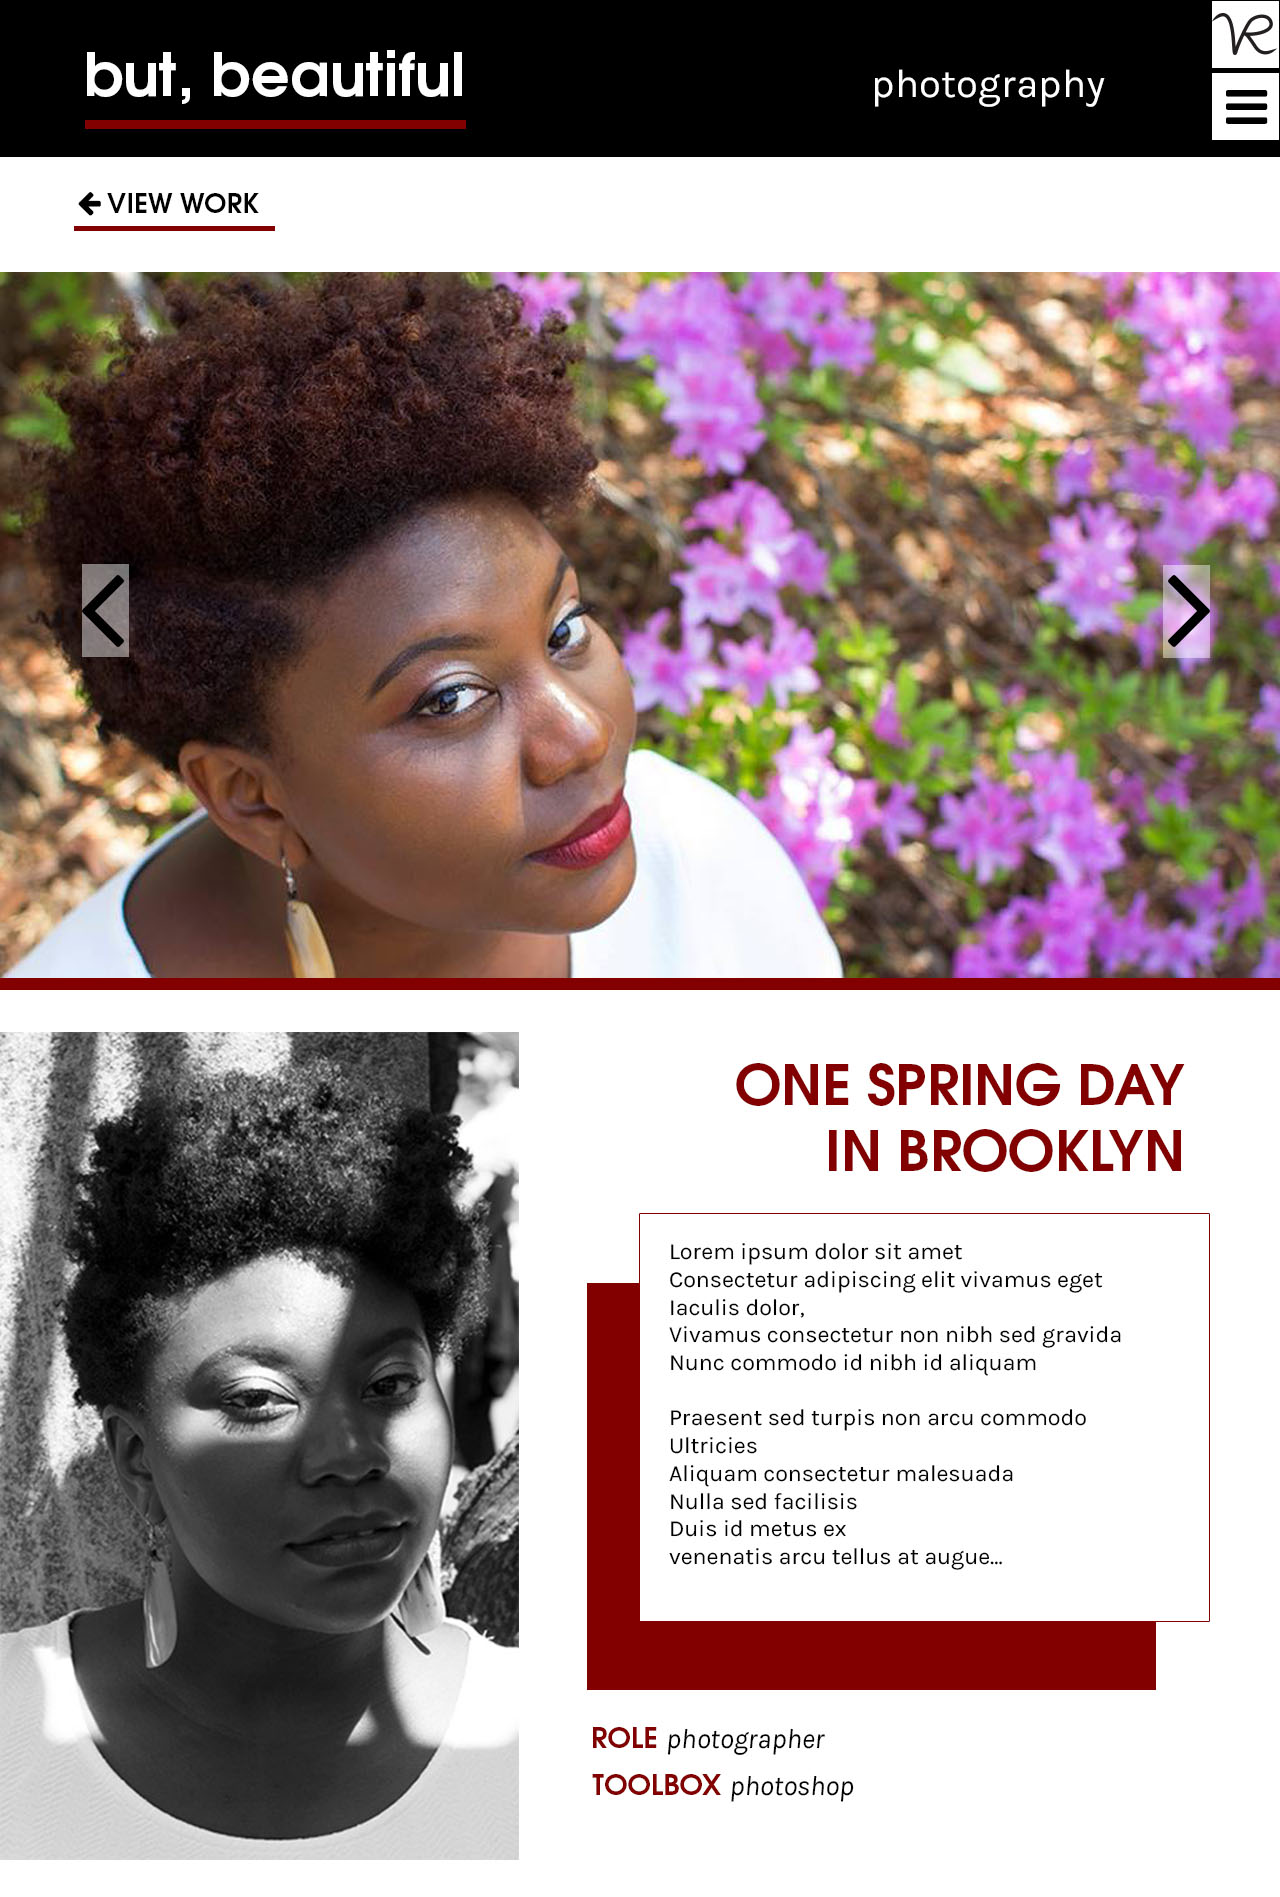 but, beautiful
photography
VR
VIEW WORK
ONE SPRING DAY
IN BROOKLYN
Lorem ipsum dolor sit amet
Consectetur adipiscing elit vivamus eget
Iaculis dolor,
Vivamus consectetur non nibh sed gravida
Nunc commodo id nibh id aliquam
Praesent sed turpis non arcu commodo
Ultricies
Aliquam consectetur malesuada
Nulla sed facilisis
Duis id metus ex
venenatis arcu tellus at augue...
ROLE photographer
TOOLBOX photoshop